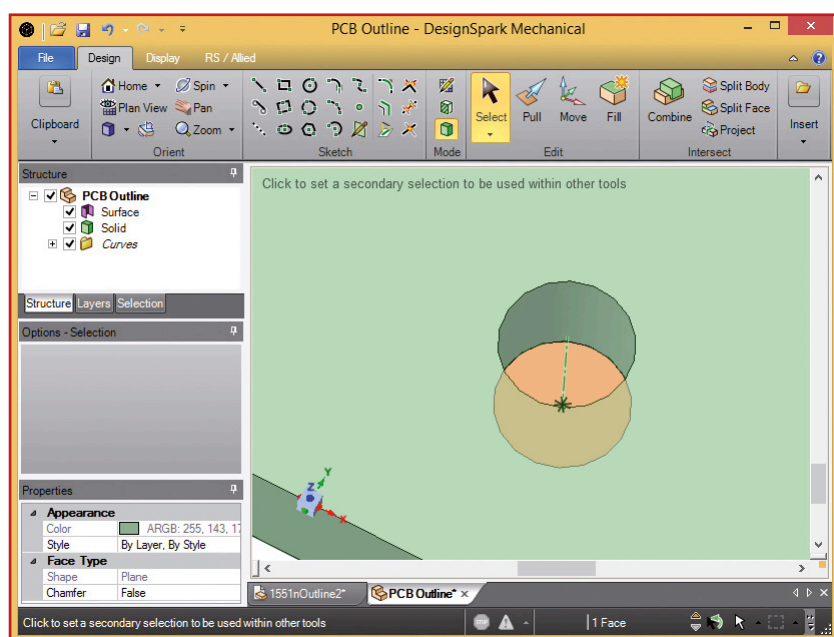 PCB Outline - DesignSpark Mechanical
File Design Display RS / Allied
Home Spin
Plan View Pan
Zoom
Clipboard
Orient
Sketch
Mode
Select Pull Move Fill
Edit
Combine
Split Body
Split Face
Project
Intersect
Insert
Structure
PCB Outline
Surface
Solid
Curves
Structure Layers Selection
Options - Selection
Properties
Appearance
Color ARGB: 255, 143, 17
Style By Layer, By Style
Face Type
Shape Plane
Chamfer False
Click to set a secondary selection to be used within other tools
Z Y X
1551nOutline2* PCB Outline*
Click to set a secondary selection to be used within other tools
STOP
1 Face